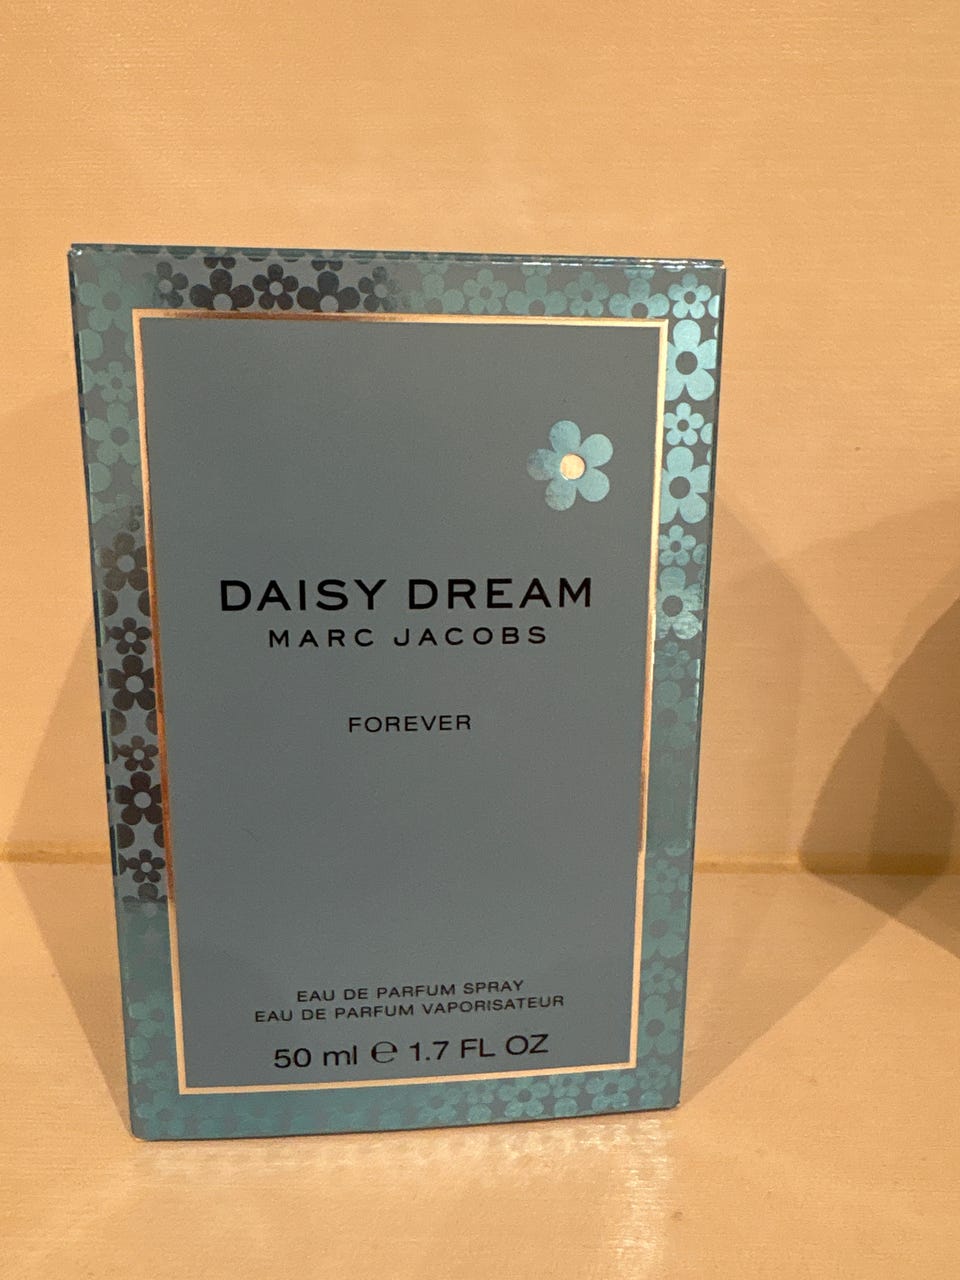 DAISY DREAM
MARC JACOBS
FOREVER
EAU DE PARFUM SPRAY
EAU DE PARFUM VAPORISATEUR
50 ml ℮ 1.7 FL OZ